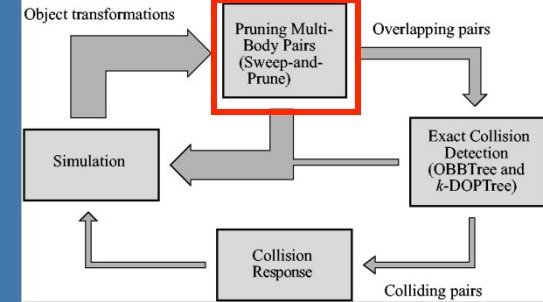 Object transformations
Pruning Multi-
Body Pairs
(Sweep-and-
Prune)
Overlapping pairs
Simulation
Exact Collision
Detection
(OBBTree and
k-DOPTree)
Collision
Response
Colliding pairs